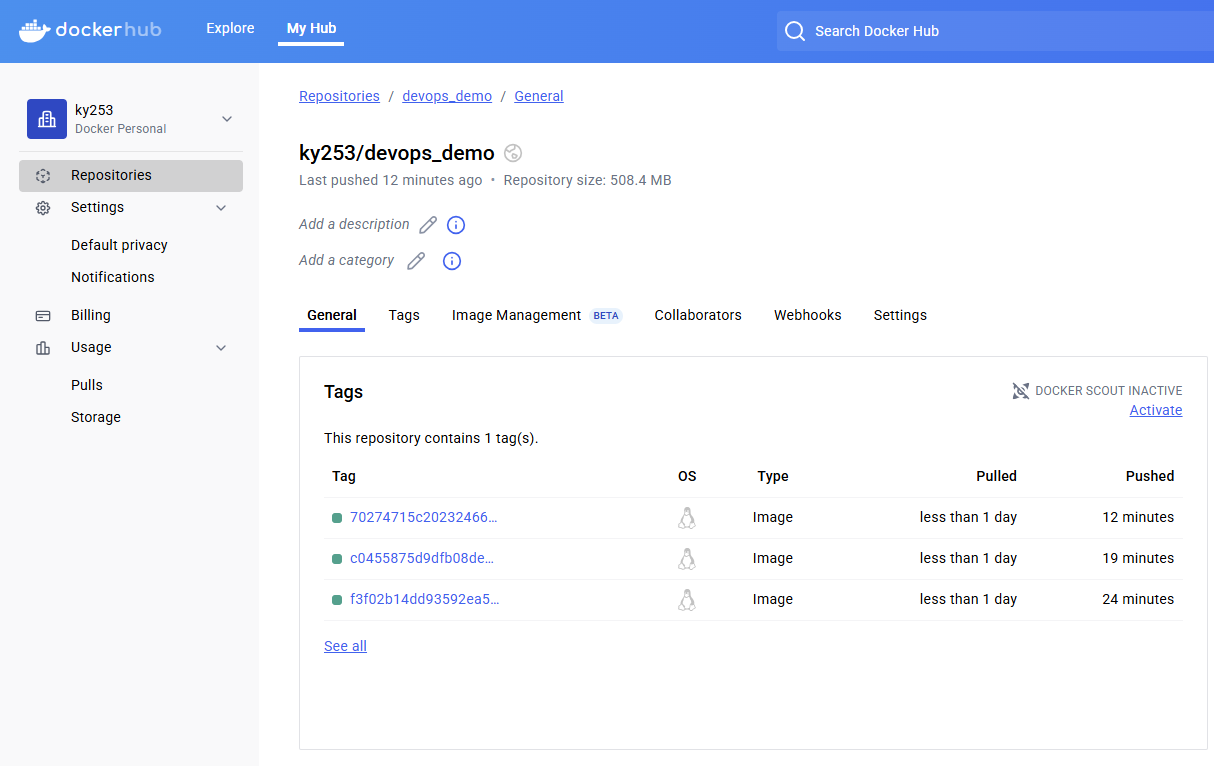 dockerhub
Explore
My Hub
Search Docker Hub
ky253
Docker Personal
Repositories
Settings
Default privacy
Notifications
Billing
Usage
Pulls
Storage
Repositories / devops_demo / General
ky253/devops_demo
Last pushed 12 minutes ago • Repository size: 508.4 MB
Add a description
Add a category
General Tags Image Management BETA Collaborators Webhooks Settings
Tags
DOCKER SCOUT INACTIVE
Activate
This repository contains 1 tag(s).
Tag OS Type Pulled Pushed
70274715c20232466... Image less than 1 day 12 minutes
c0455875d9dfb08de... Image less than 1 day 19 minutes
f3f02b14dd93592ea5... Image less than 1 day 24 minutes
See all